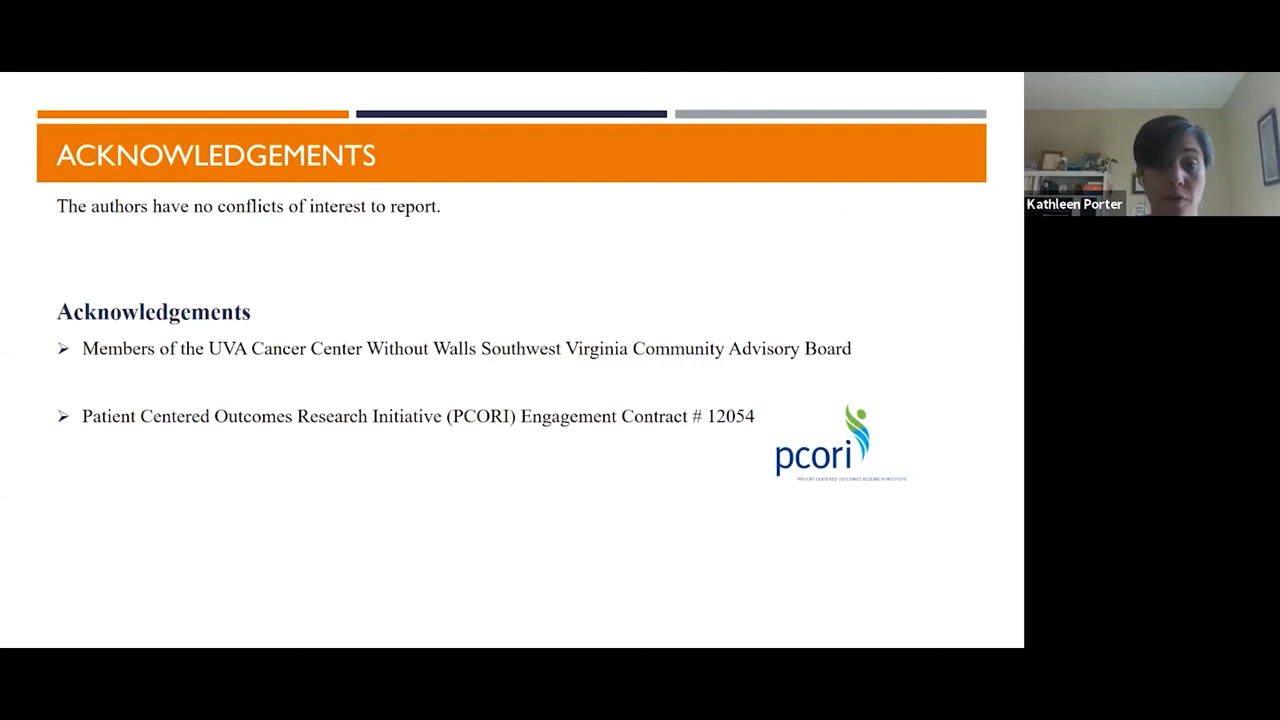 ACKNOWLEDGEMENTS
The authors have no conflicts of interest to report.
Kathleen Porter
Acknowledgements
Members of the UVA Cancer Center Without Walls Southwest Virginia Community Advisory Board
Patient Centered Outcomes Research Initiative (PCORI) Engagement Contract # 12054
pcori
PATIENT-CENTERED OUTCOMES RESEARCH INSTITUTE